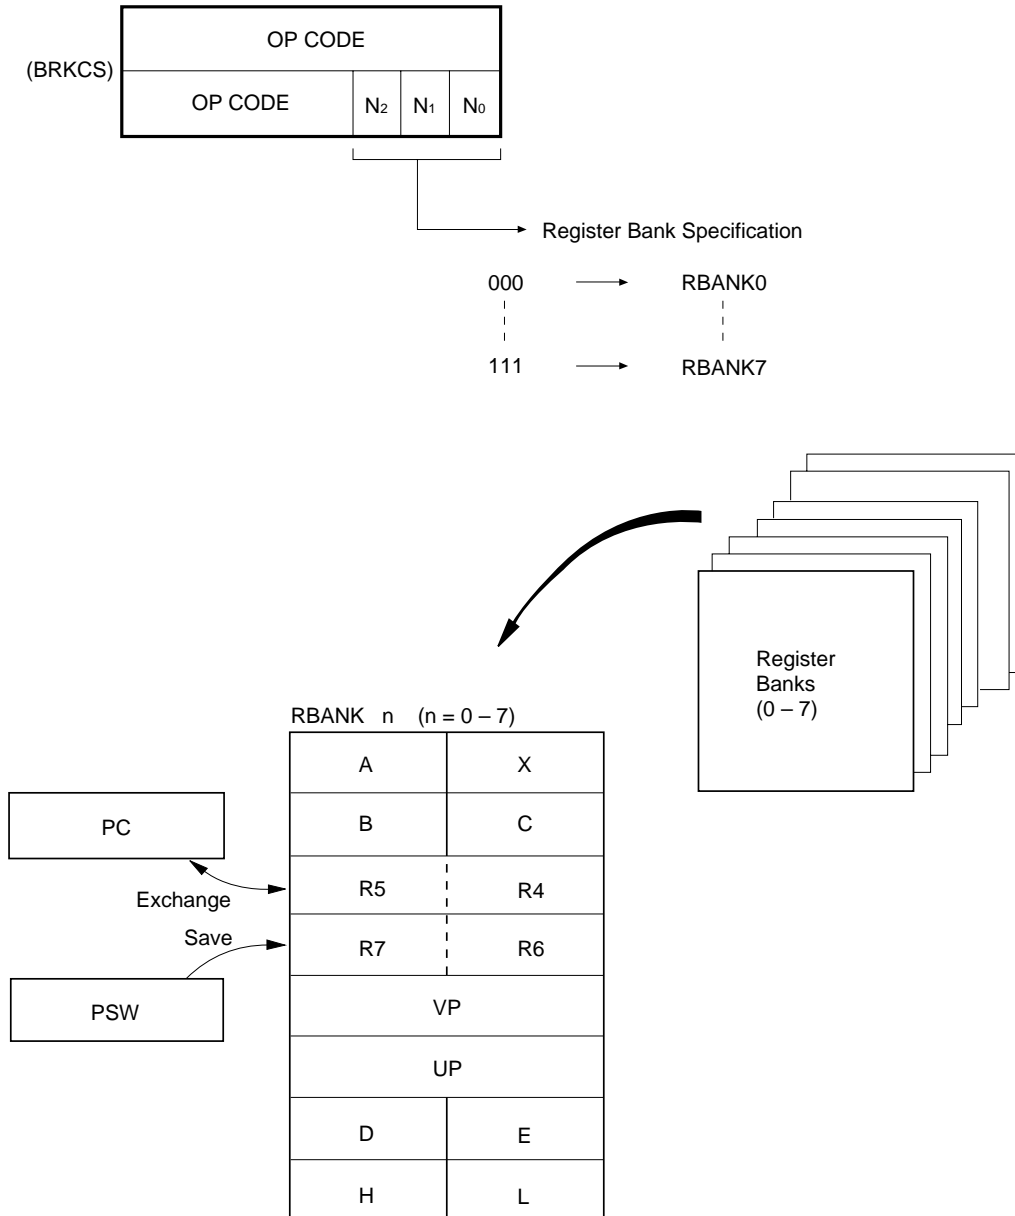 OP CODE
(BRKCS)
OP CODE N2 N1 N0
Register Bank Specification
000 RBANK0
111 RBANK7
Register
Banks
(0 – 7)
RBANK n (n = 0 – 7)
A X
B C
PC
R5 R4
Exchange
Save
R7 R6
PSW
VP
UP
D E
H L